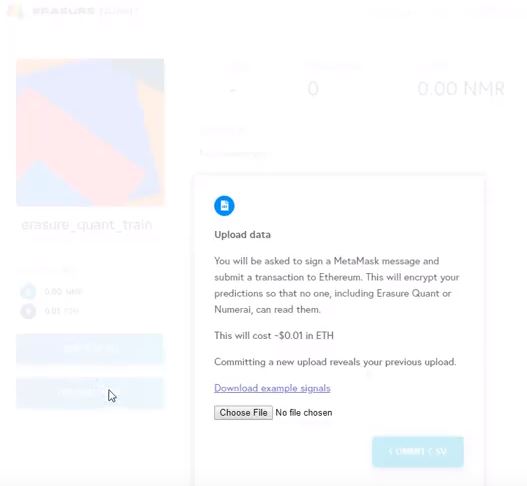 ERASURE QUANT
-
0
0.00 NMR
erasure_quant_train
0.00 NMR
0.01 ETH
Upload data
You will be asked to sign a MetaMask message and
submit a transaction to Ethereum. This will encrypt your
predictions so that no one, including Erasure Quant or
Numerai, can read them.
This will cost ~$0.01 in ETH
Committing a new upload reveals your previous upload.
Download example signals
Choose File No file chosen
COMMIT CSV